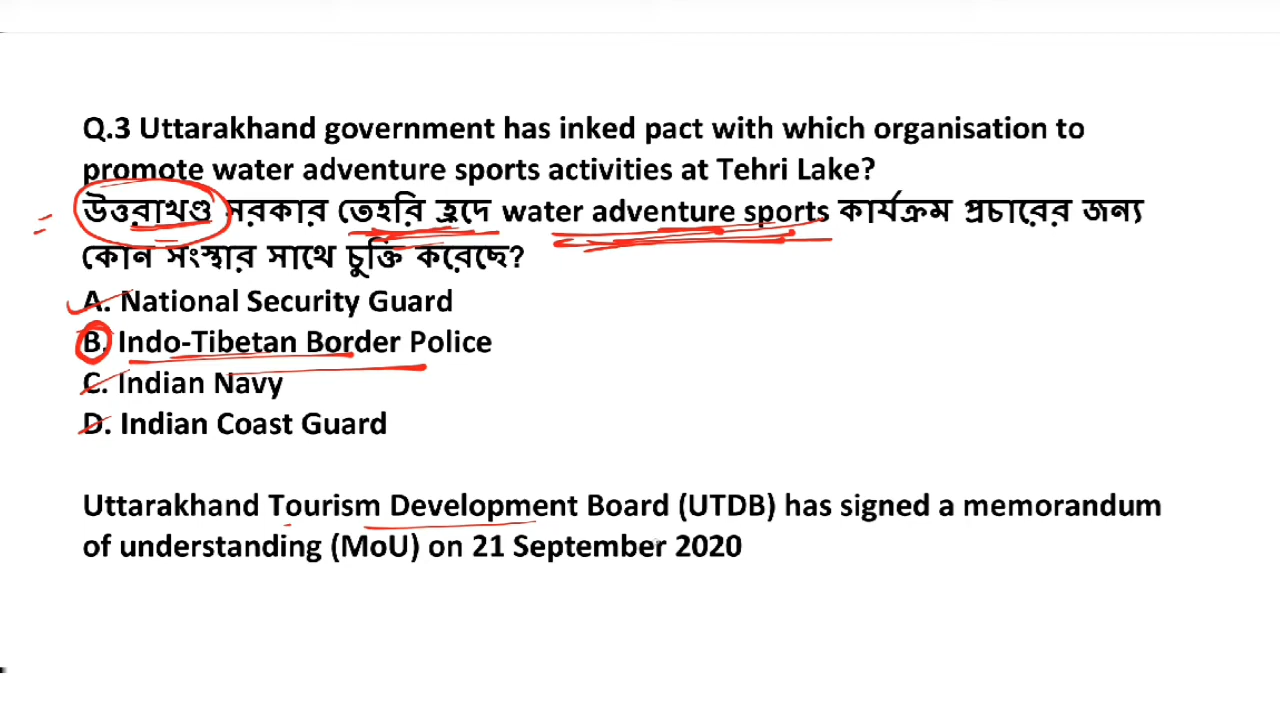 Q.3 Uttarakhand government has inked pact with which organisation to
promote water adventure sports activities at Tehri Lake?
উত্তরাখণ্ড সরকার তেহরি হ্রদে water adventure sports কার্যক্রম প্রচারের জন্য
কোন সংস্থার সাথে চুক্তি করেছে?
A. National Security Guard
B. Indo-Tibetan Border Police
C. Indian Navy
D. Indian Coast Guard
Uttarakhand Tourism Development Board (UTDB) has signed a memorandum
of understanding (MoU) on 21 September 2020